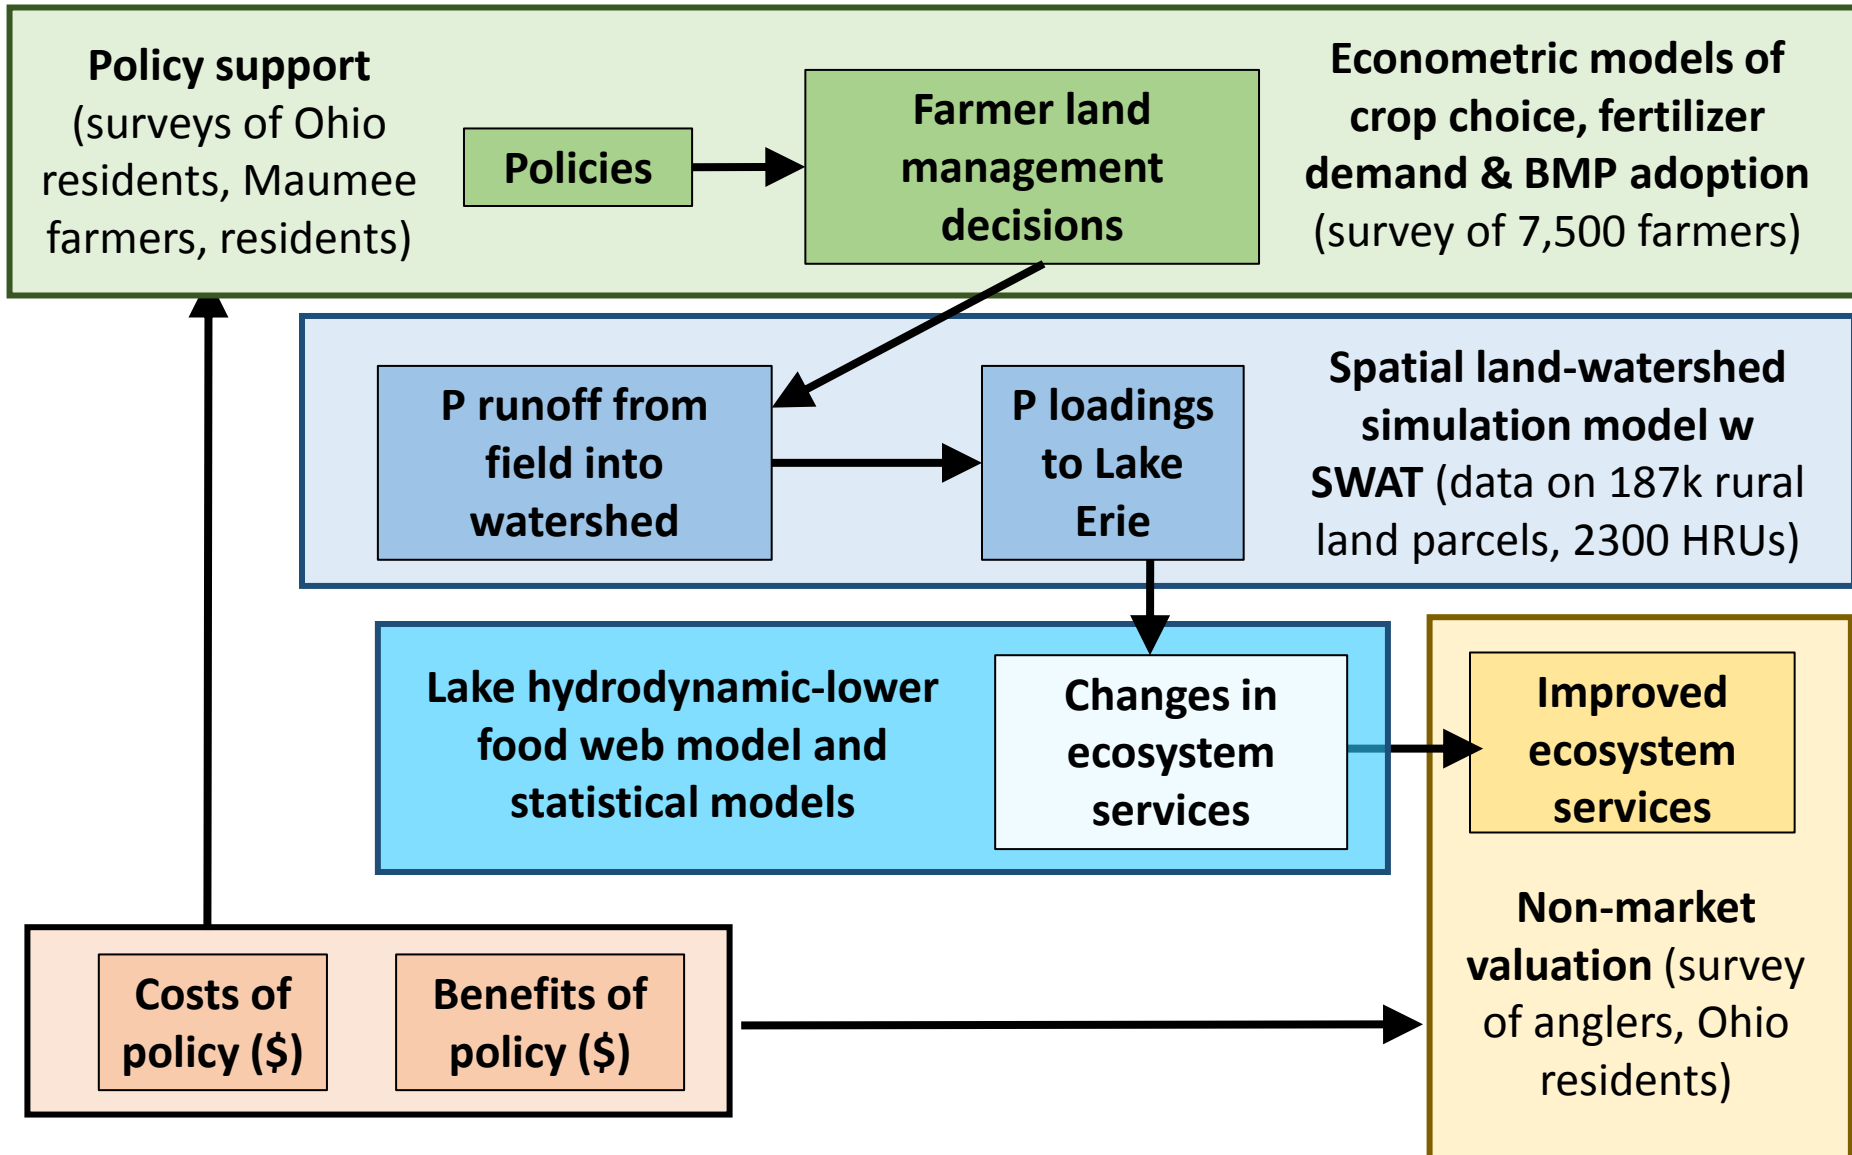 Policy support
(surveys of Ohio
residents, Maumee
farmers, residents)
Policies
Farmer land
management
decisions
Econometric models of
crop choice, fertilizer
demand & BMP adoption
(survey of 7,500 farmers)
P runoff from
field into
watershed
P loadings
to Lake
Erie
Spatial land-watershed
simulation model w
SWAT (data on 187k rural
land parcels, 2300 HRUs)
Lake hydrodynamic-lower
food web model and
statistical models
Changes in
ecosystem
services
Improved
ecosystem
services
Non-market
valuation (survey
of anglers, Ohio
residents)
Costs of
policy ($)
Benefits of
policy ($)